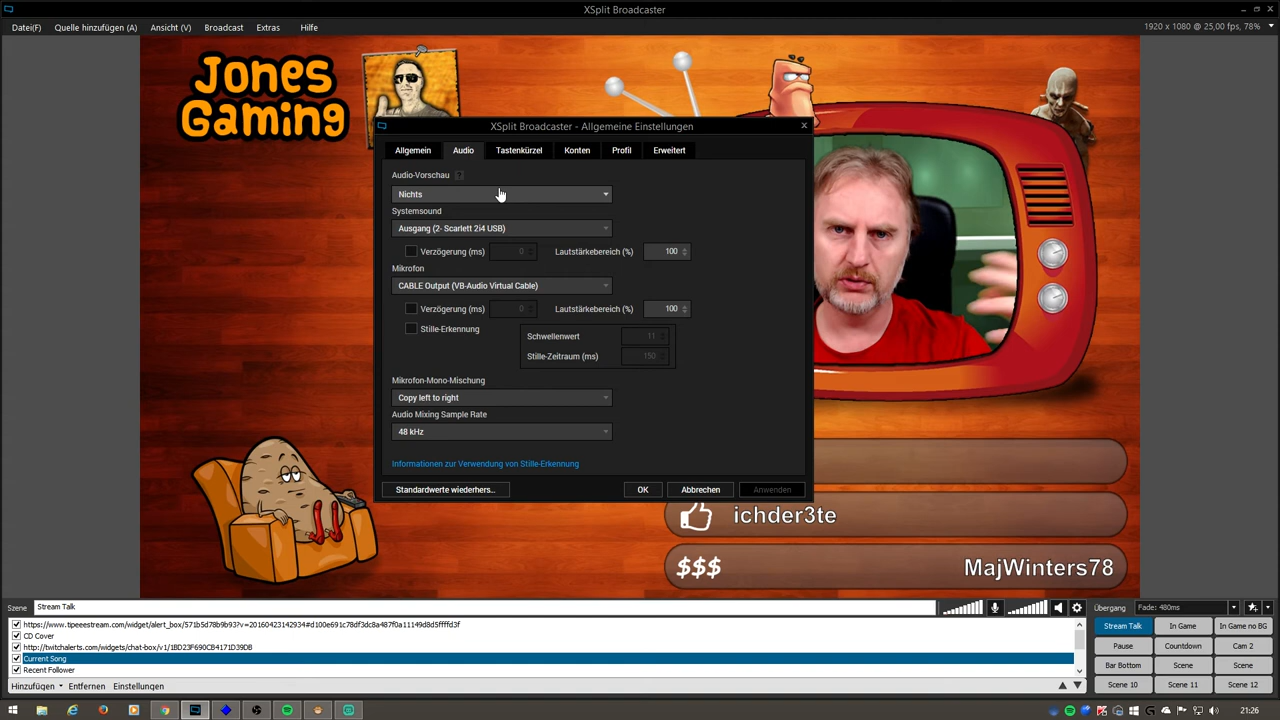 XSplit Broadcaster
Datei(F) Quelle hinzufügen (A) Ansicht (V) Broadcast Extras Hilfe 1920 x 1080 @ 25,00 fps, 78%
Jones
Gaming
XSplit Broadcaster - Allgemeine Einstellungen
Allgemein Audio Tastenkürzel Konten Profil Erweitert
Audio-Vorschau ?
Nichts
Systemsound
Ausgang (2- Scarlett 2i4 USB)
Verzögerung (ms) 0 Lautstärkebereich (%) 100
Mikrofon
CABLE Output (VB-Audio Virtual Cable)
Verzögerung (ms) 0 Lautstärkebereich (%) 100
Stille-Erkennung
Schwellenwert 11
Stille-Zeitraum (ms) 150
Mikrofon-Mono-Mischung
Copy left to right
Audio Mixing Sample Rate
48 kHz
Informationen zur Verwendung von Stille-Erkennung
Standardwerte wiederhers... OK Abbrechen Anwenden
ichder3te
$$$ MajWinters78
Szene Stream Talk Übergang Fade: 480ms
https://www.tipeeestream.com/widget/alert_box/571b5d78b9b93?v=20160423142934#d100e691c78df3dc8a487f0a11149d8d5ffffd3f
CD Cover
http://twitchalerts.com/widgets/chat-box/v1/1BD23F690CB4171D39DB
Current Song
Recent Follower
Stream Talk In Game In Game no BG
Pause Countdown Cam 2
Bar Bottom Scene Scene
Scene 10 Scene 11 Scene 12
Hinzufügen Entfernen Einstellungen
21:26